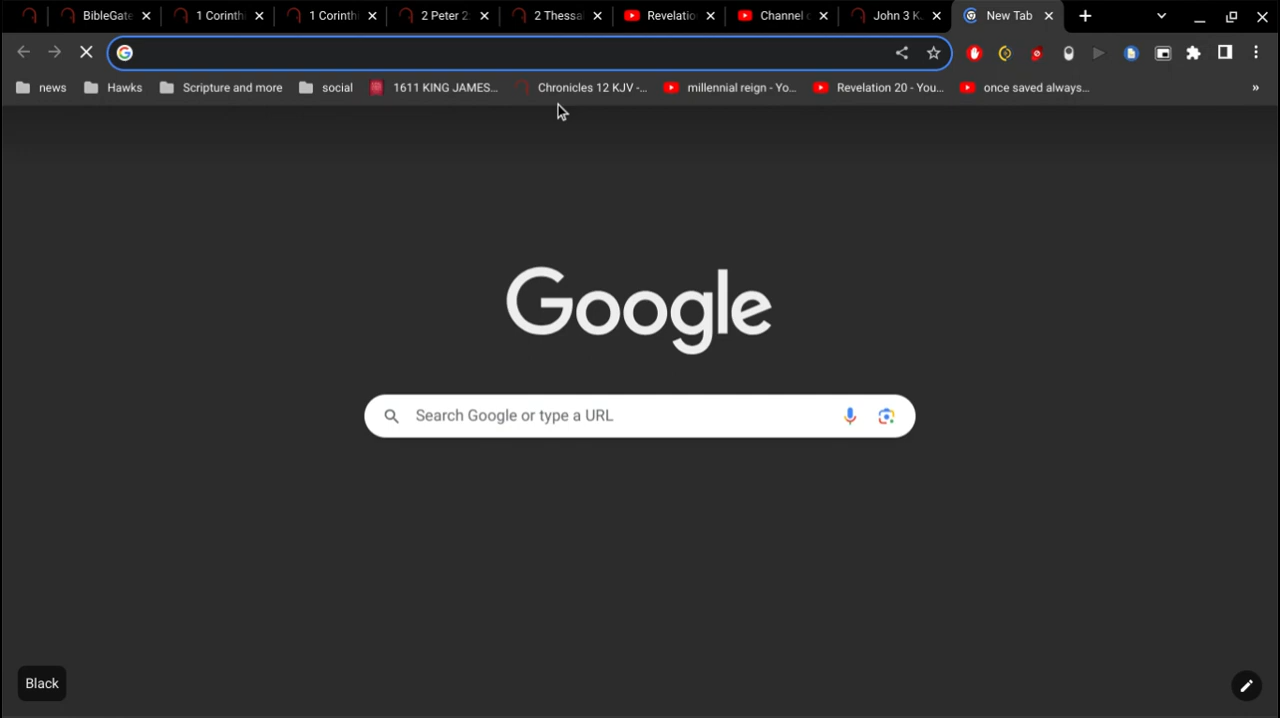 BibleGate 1 Corinth 1 Corinth 2 Peter 2 2 Thessa Revelatio Channel John 3 K New Tab
news Hawks Scripture and more social 1611 KING JAMES... Chronicles 12 KJV -... millennial reign - Yo... Revelation 20 - You... once saved always... »
Google
Search Google or type a URL
Black